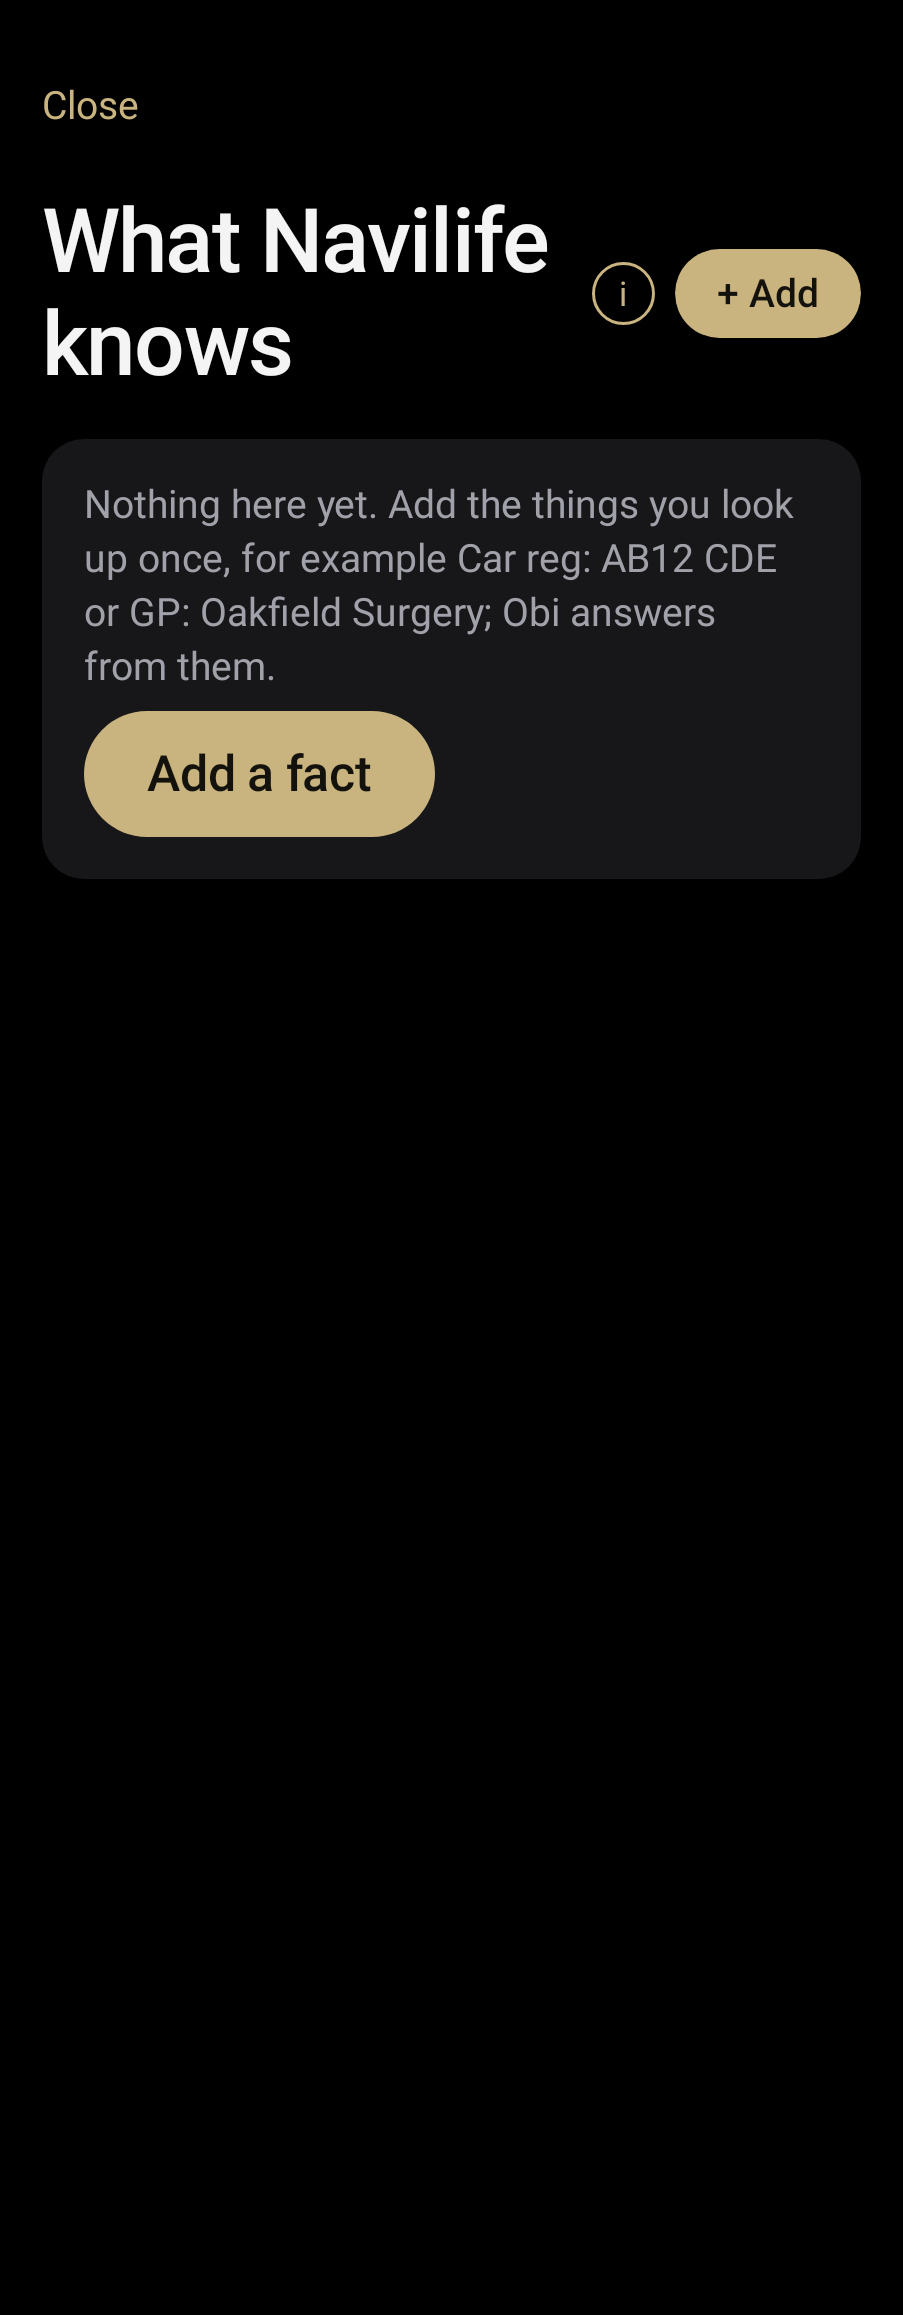 Close
What Navilife
knows
i
+ Add
Nothing here yet. Add the things you look
up once, for example Car reg: AB12 CDE
or GP: Oakfield Surgery; Obi answers
from them.
Add a fact